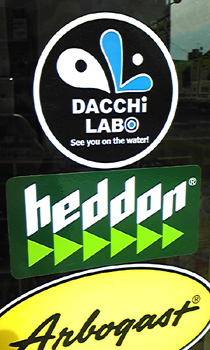 DACCHi
LABO
See you on the water!
heddon®
Arbogast®